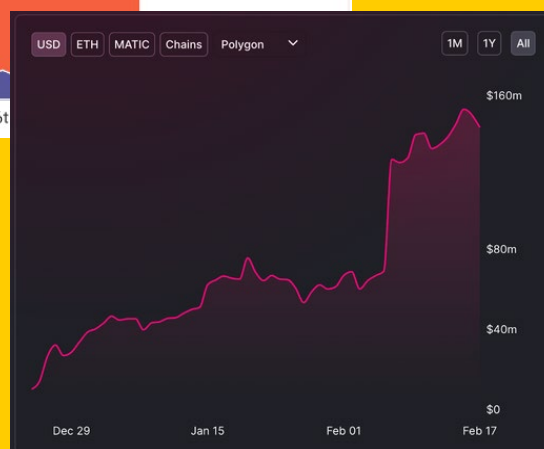 USD ETH MATIC Chains Polygon 1M 1Y All
$160m
$80m
$40m
$0
Dec 29 Jan 15 Feb 01 Feb 17